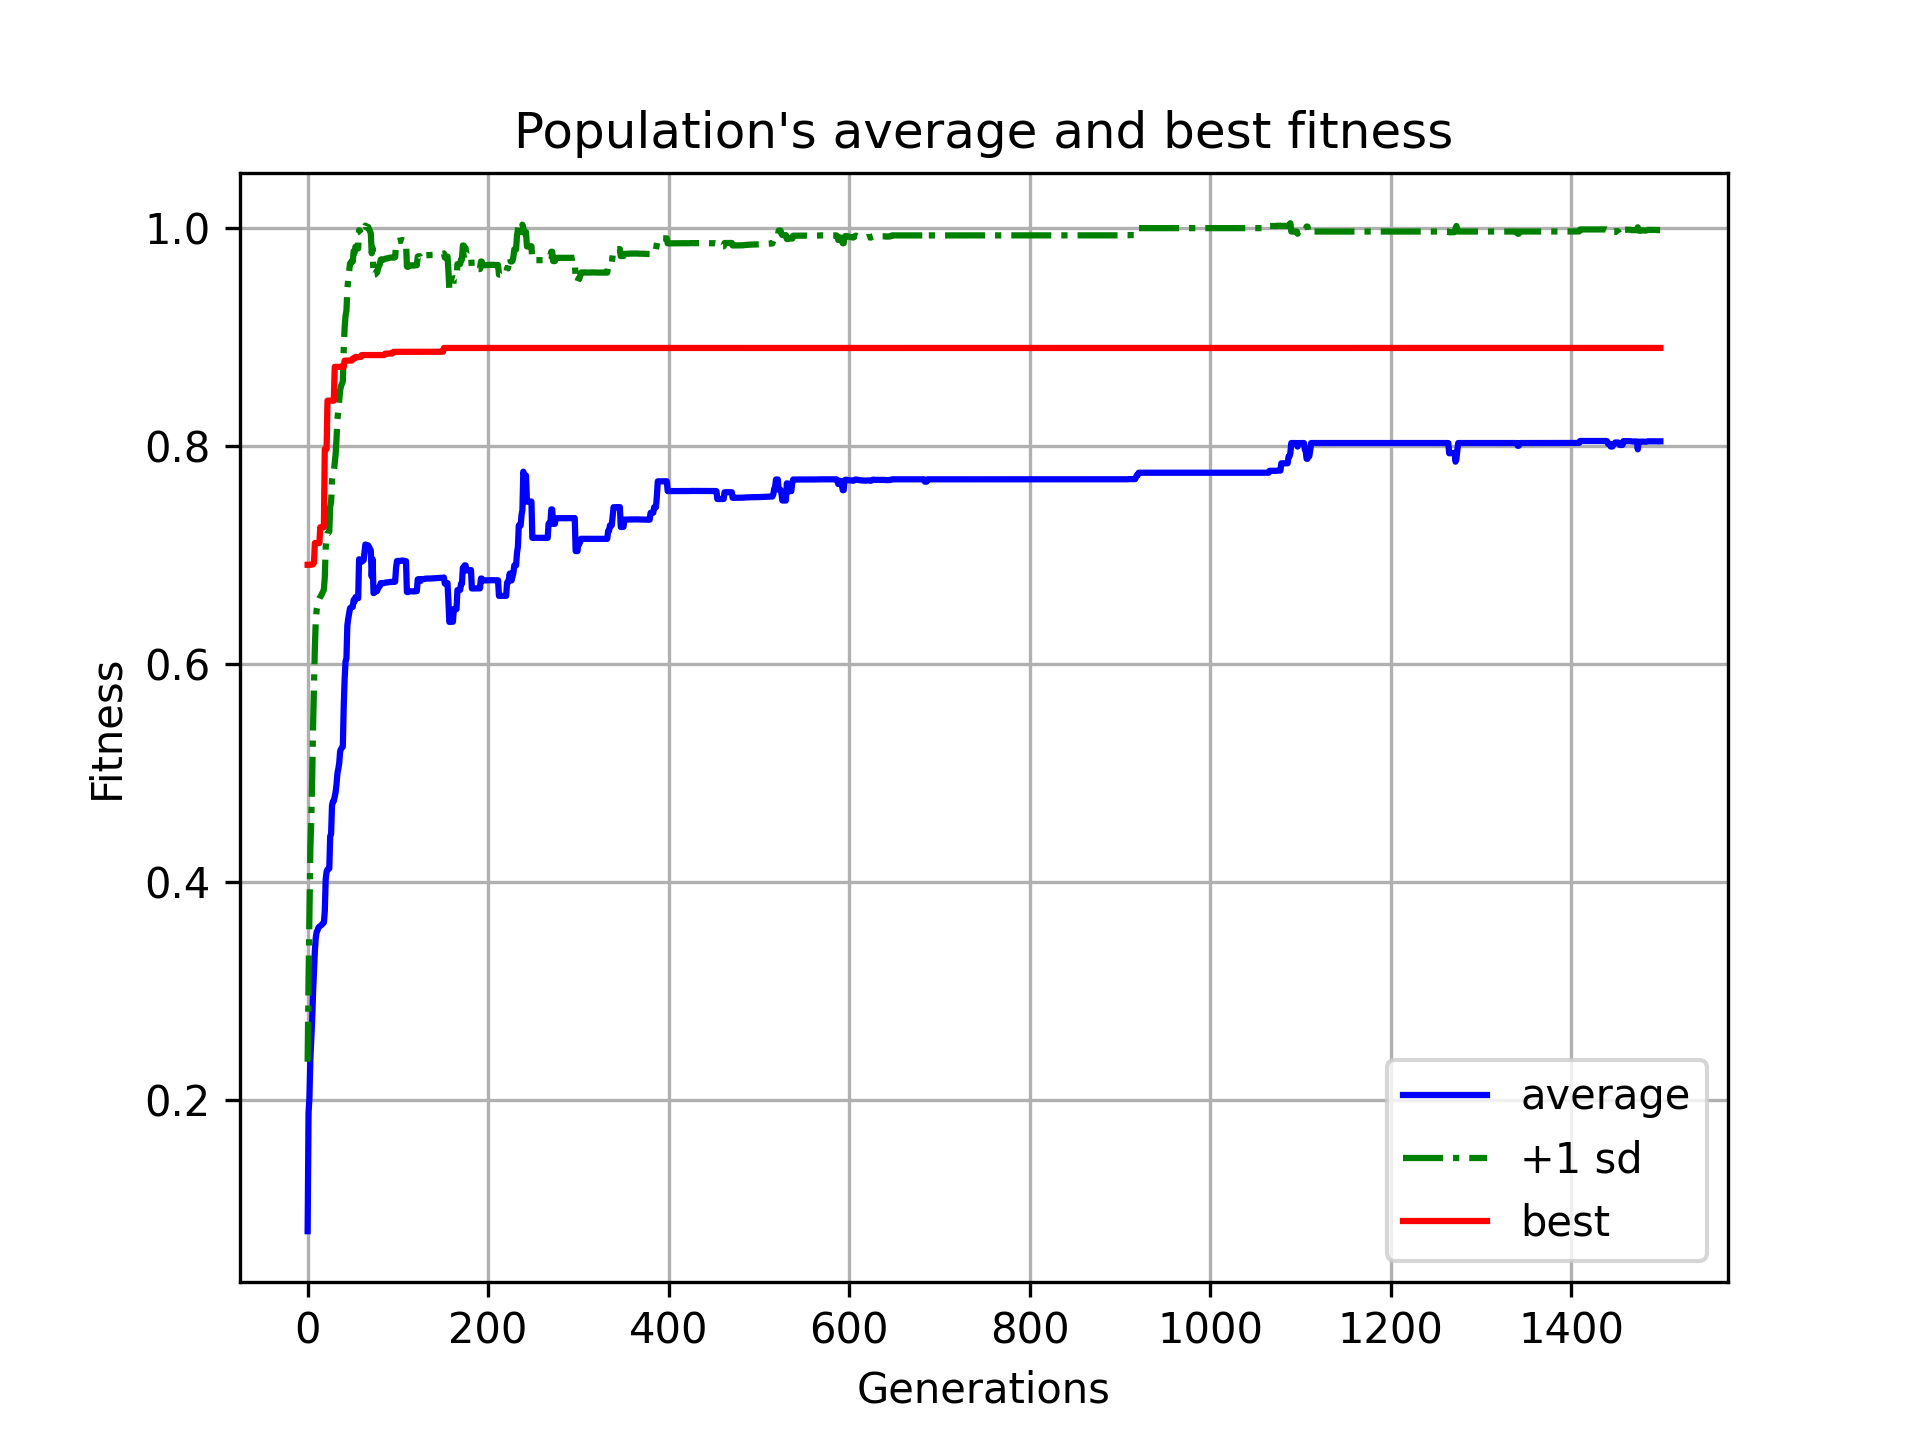 Population's average and best fitness
1.0
0.8
0.6
0.4
0.2
Fitness
0 200 400 600 800 1000 1200 1400
Generations
average
+1 sd
best